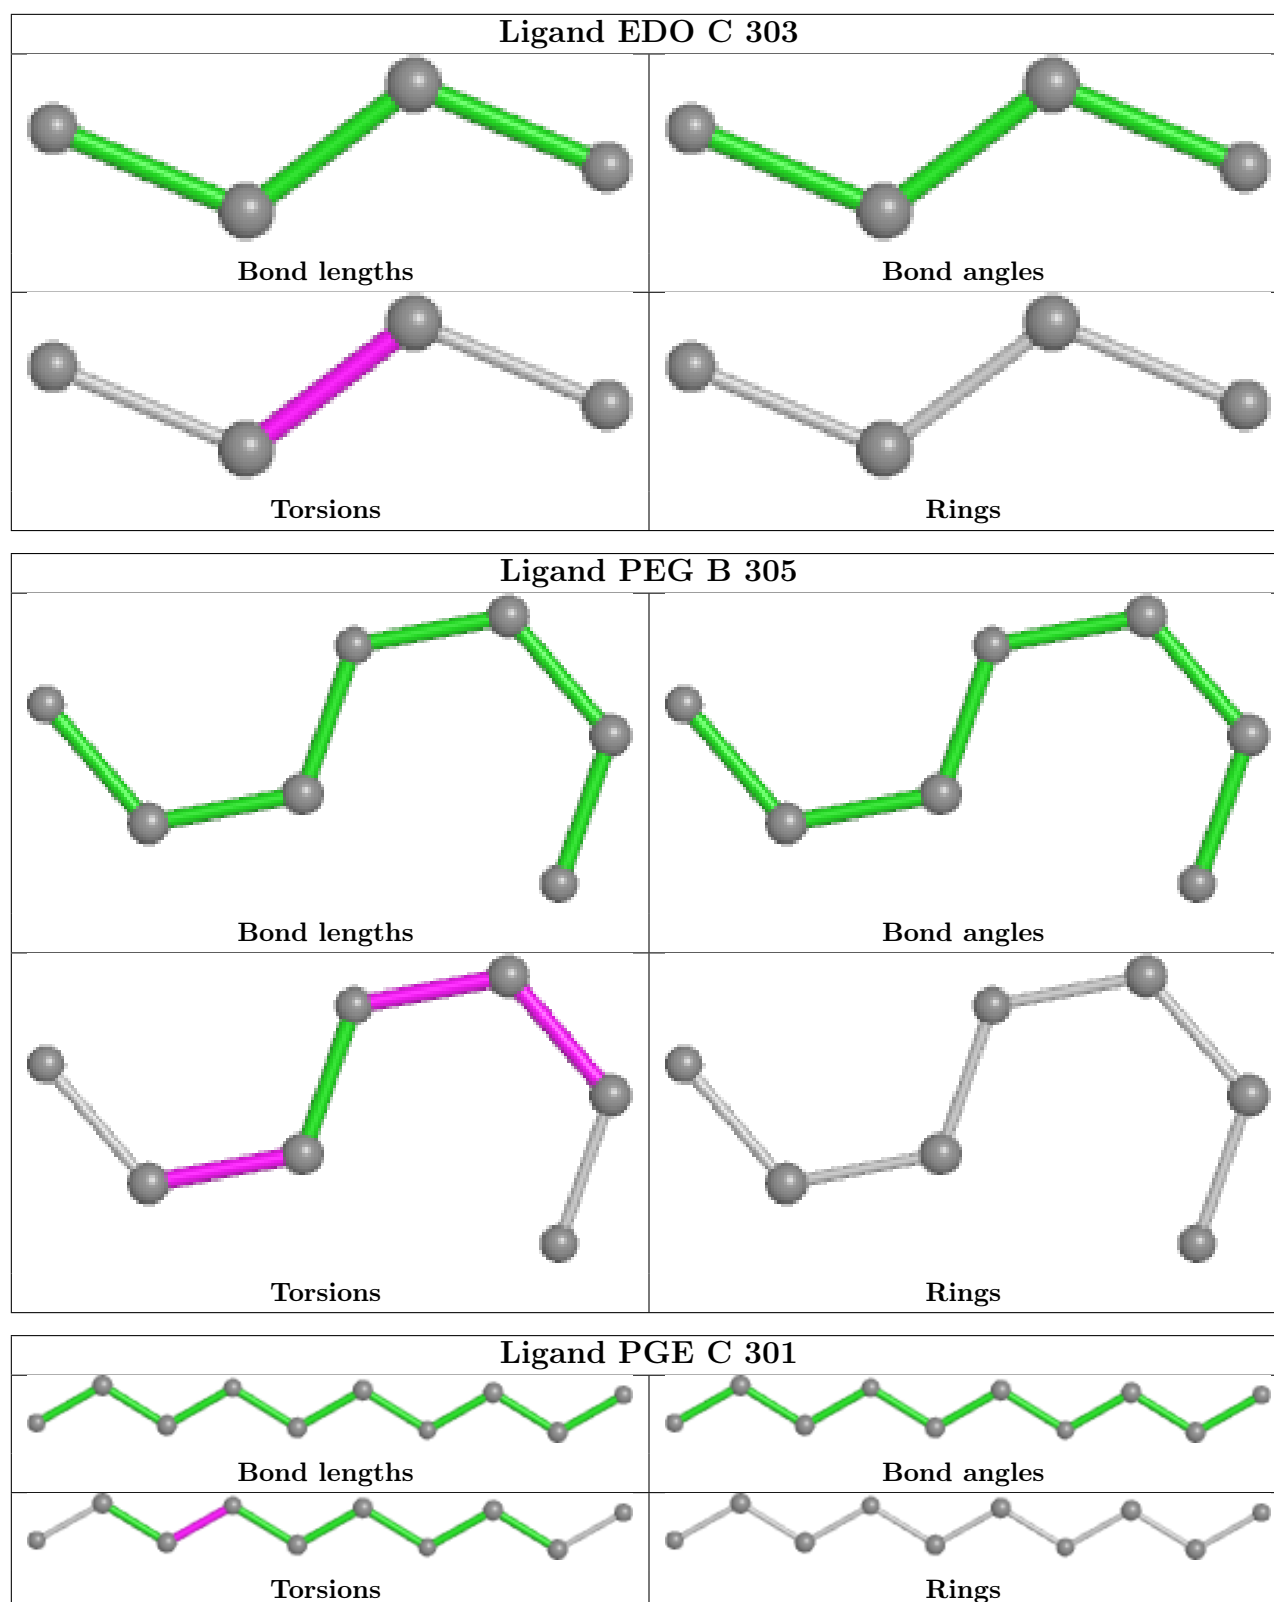 Ligand EDO C 303
Bond lengths
Bond angles
Torsions
Rings
Ligand PEG B 305
Bond lengths
Bond angles
Torsions
Rings
Ligand PGE C 301
Bond lengths
Bond angles
Torsions
Rings